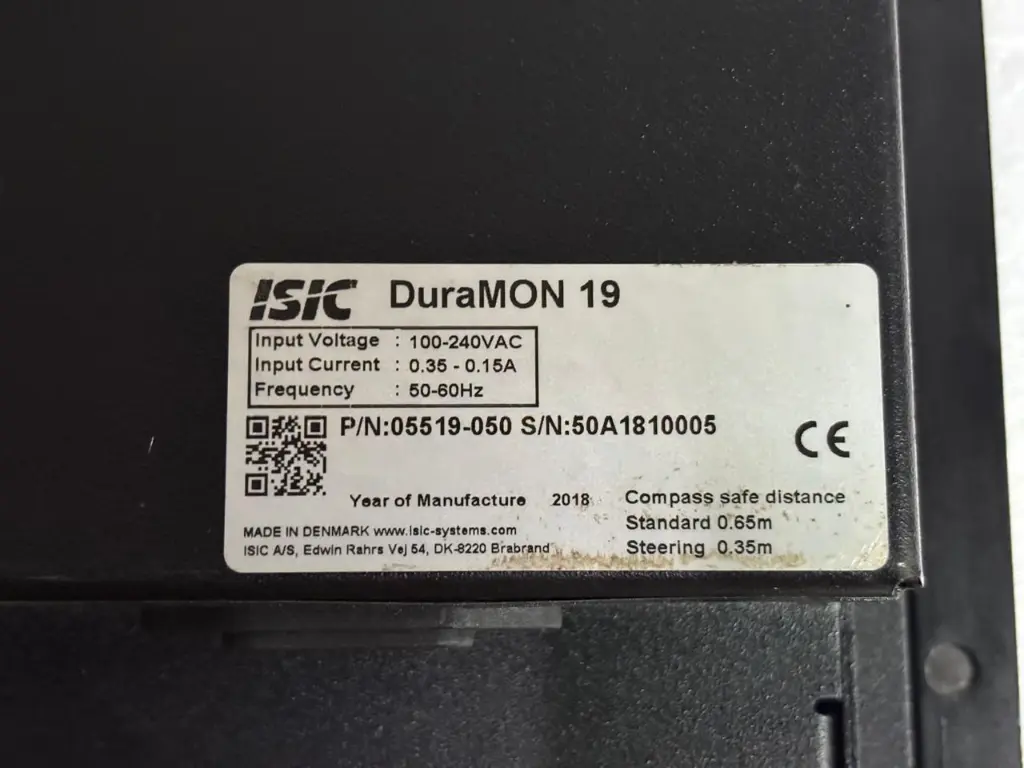 ISIC DuraMON 19
Input Voltage : 100-240VAC
Input Current : 0.35 - 0.15A
Frequency : 50-60Hz
P/N:05519-050 S/N:50A1810005
CE
Year of Manufacture 2018
Compass safe distance
Standard 0.65m
Steering 0.35m
MADE IN DENMARK www.isic-systems.com
ISIC A/S, Edwin Rahrs Vej 54, DK-8220 Brabrand